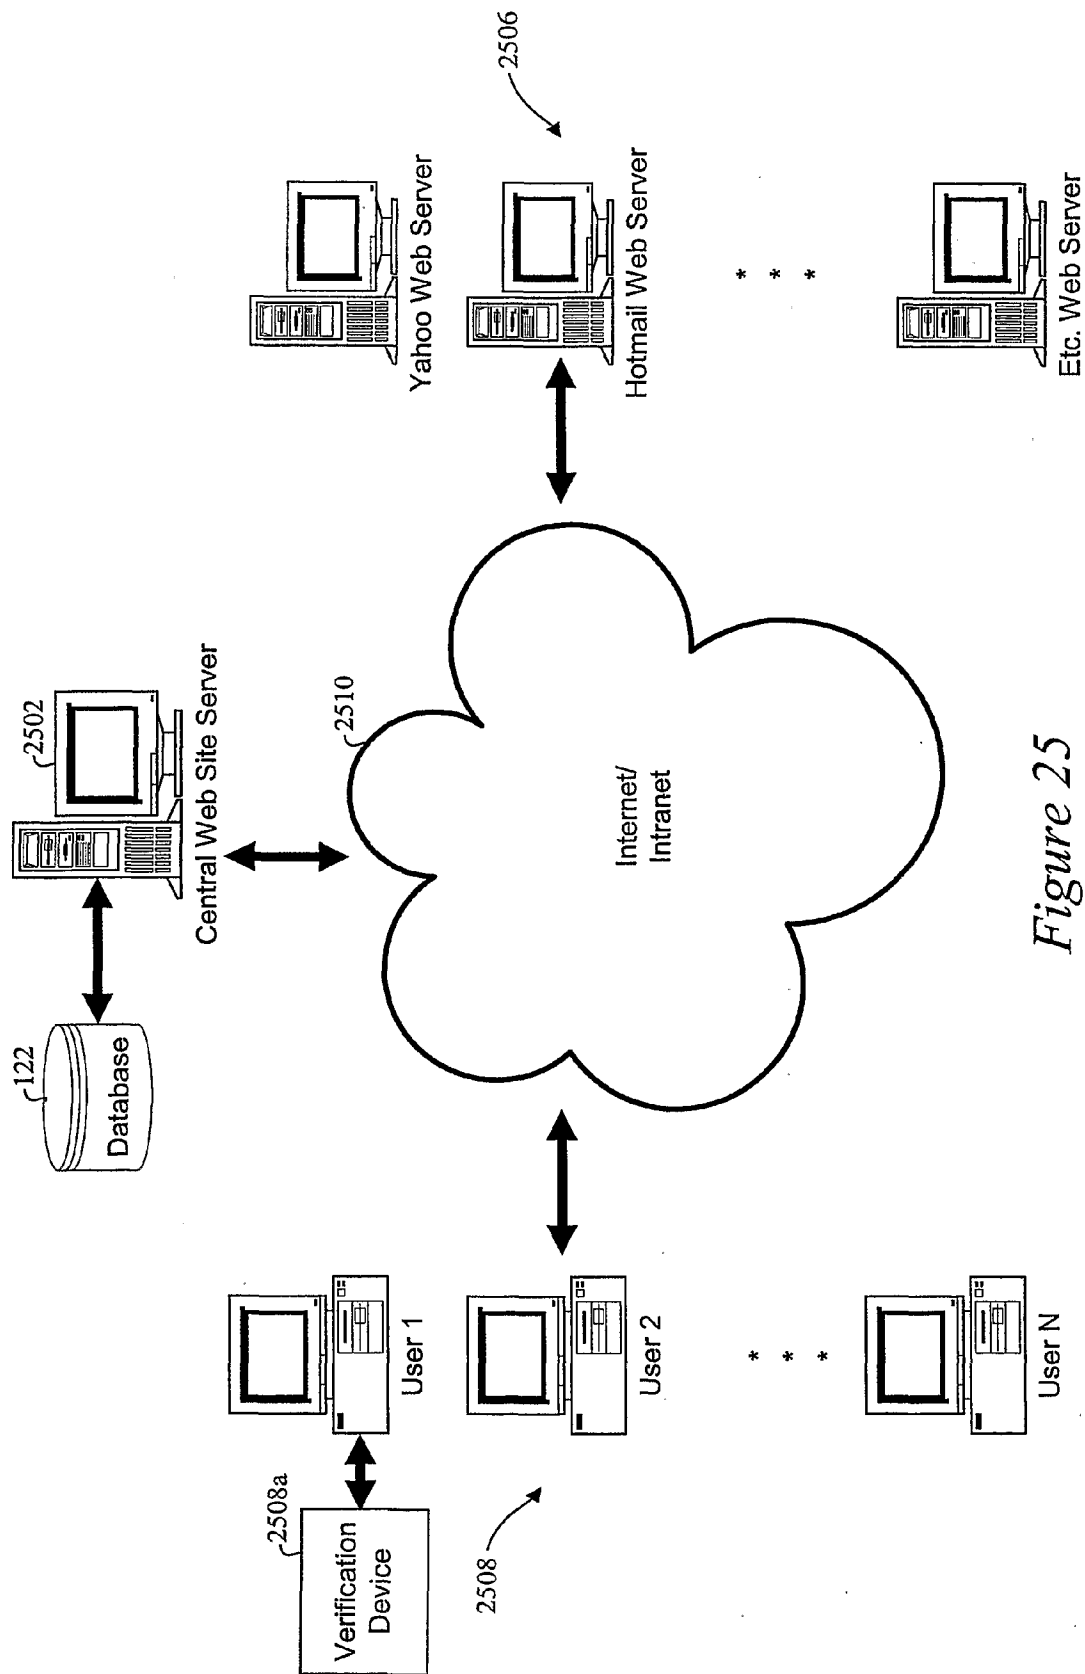 122
Database
2502
Central Web Site Server
2508a
Verification
Device
User 1
2508
User 2
*
*
*
User N
2510
Internet/
Intranet
2506
Yahoo Web Server
Hotmail Web Server
*
*
*
Etc. Web Server
Figure 25